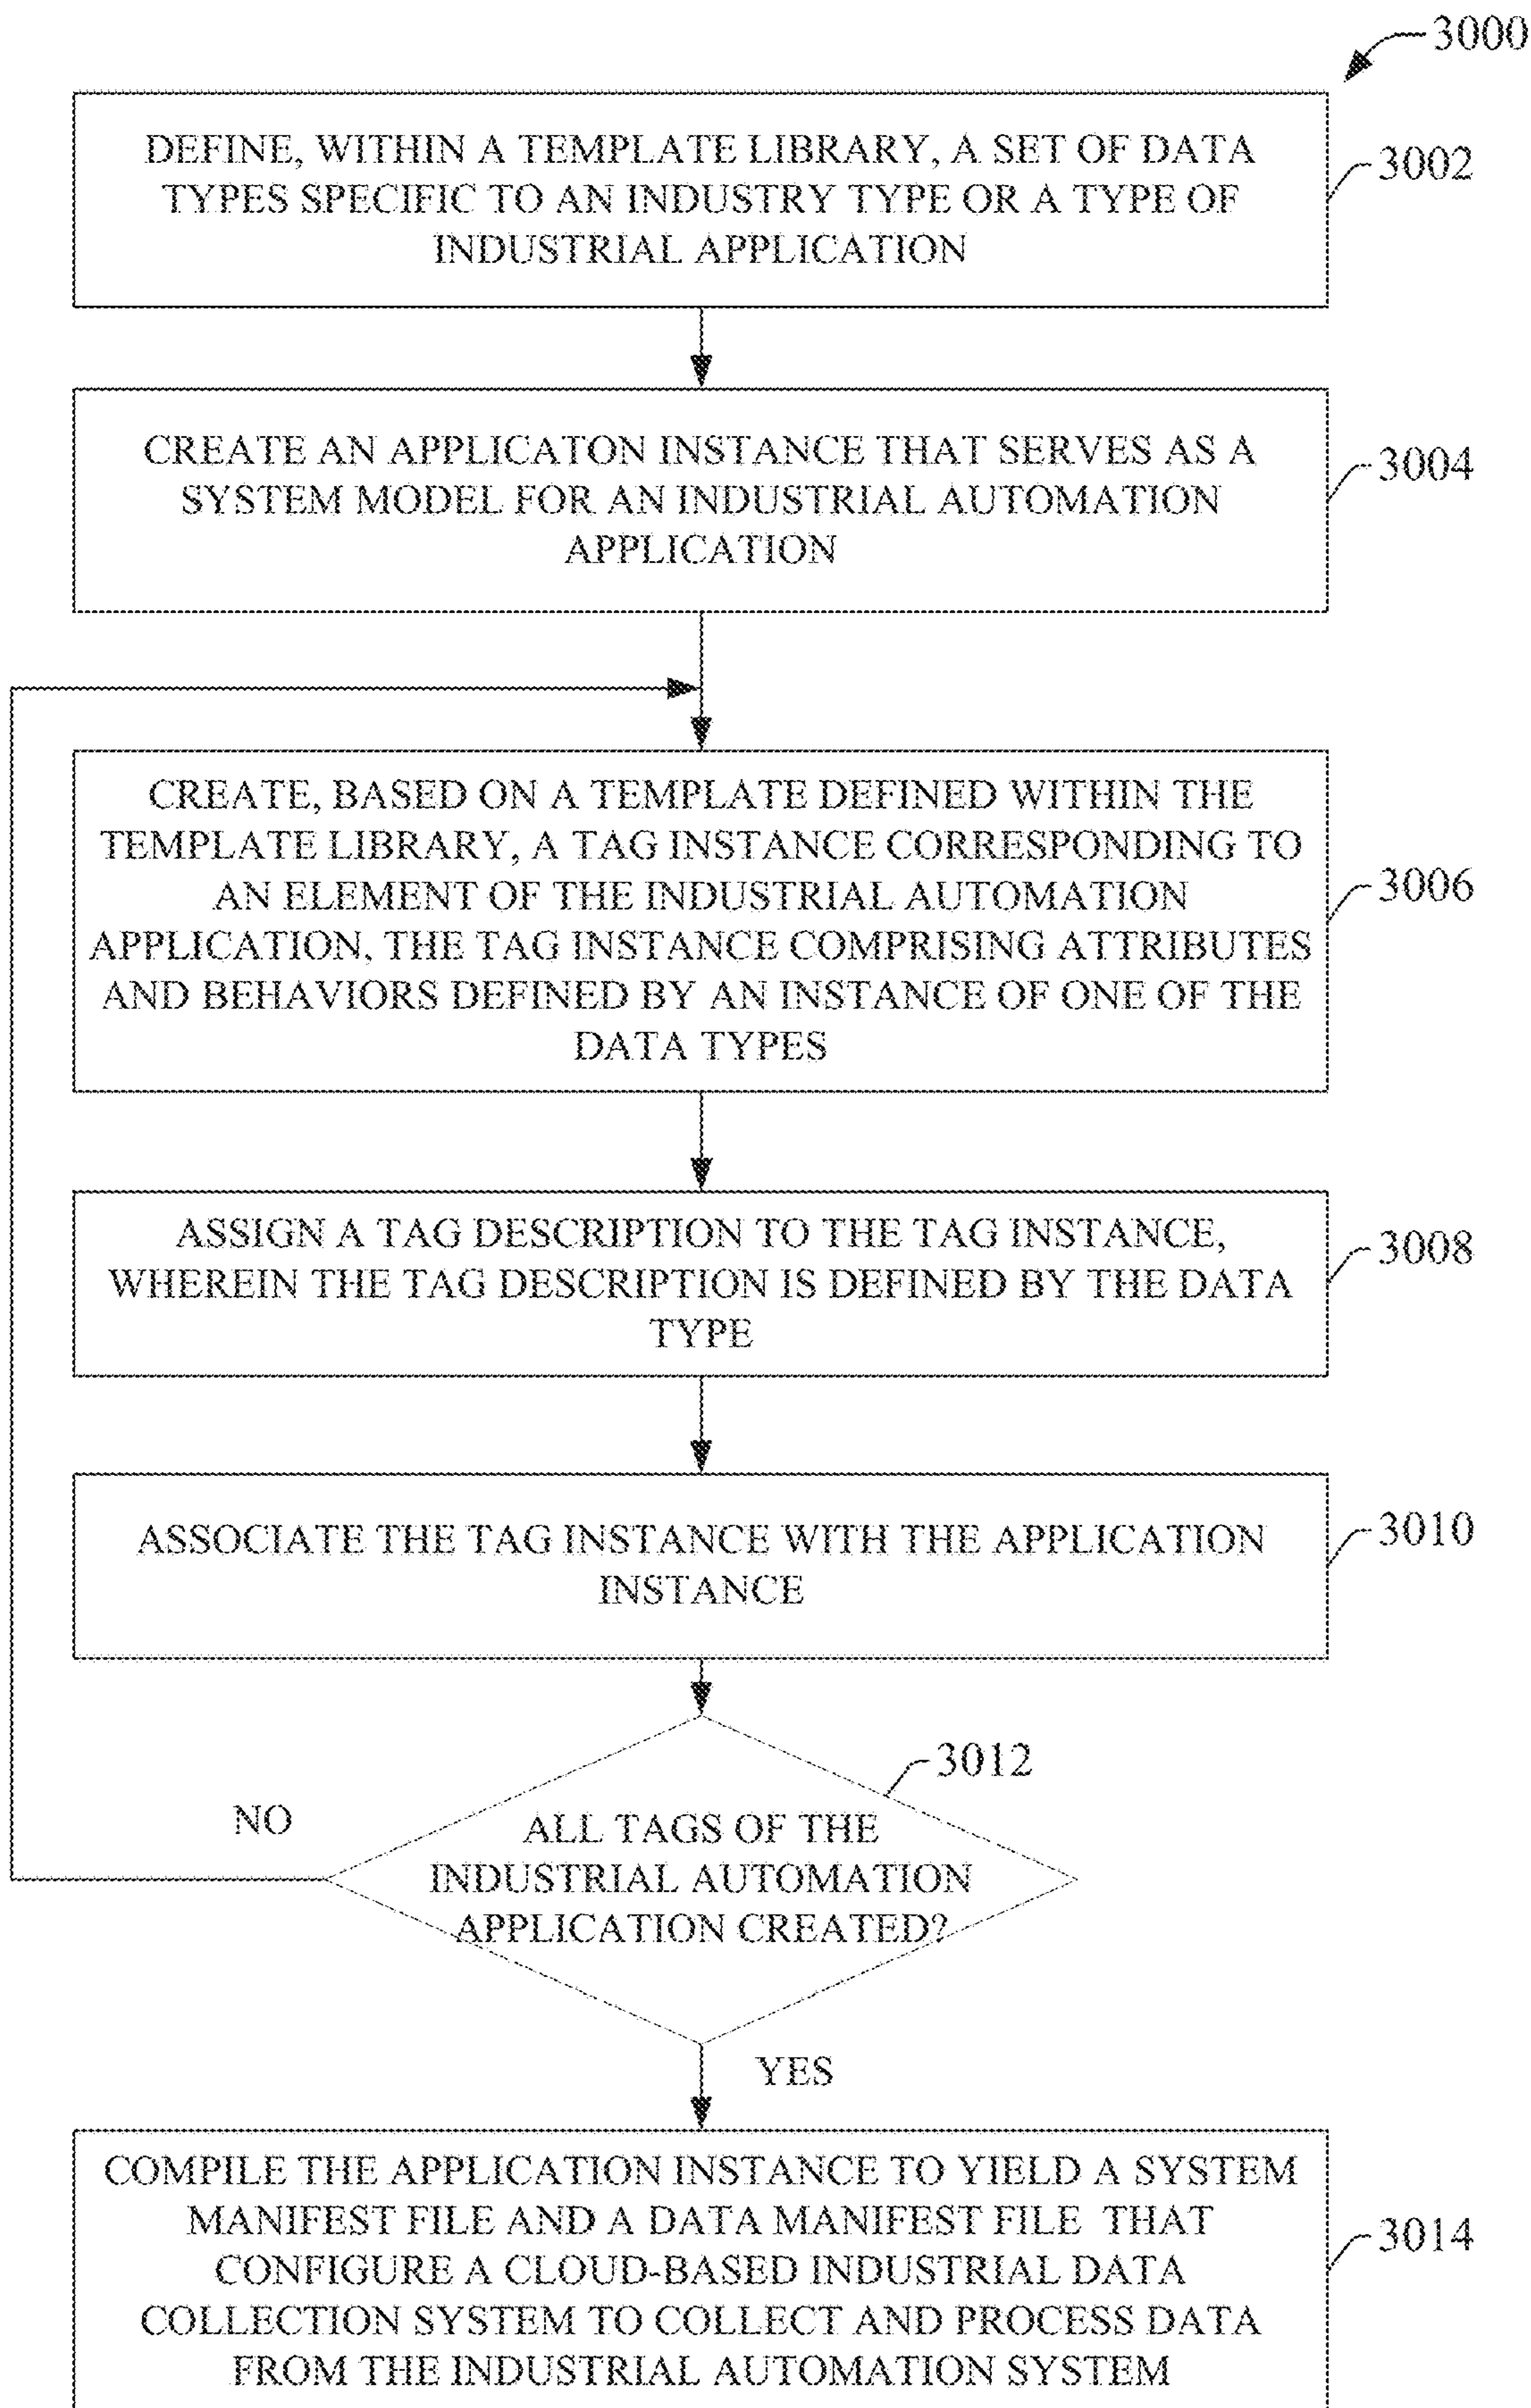 3000
DEFINE, WITHIN A TEMPLATE LIBRARY, A SET OF DATA
TYPES SPECIFIC TO AN INDUSTRY TYPE OR A TYPE OF
INDUSTRIAL APPLICATION
3002
CREATE AN APPLICATON INSTANCE THAT SERVES AS A
SYSTEM MODEL FOR AN INDUSTRIAL AUTOMATION
APPLICATION
3004
CREATE, BASED ON A TEMPLATE DEFINED WITHIN THE
TEMPLATE LIBRARY, A TAG INSTANCE CORRESPONDING TO
AN ELEMENT OF THE INDUSTRIAL AUTOMATION
APPLICATION, THE TAG INSTANCE COMPRISING ATTRIBUTES
AND BEHAVIORS DEFINED BY AN INSTANCE OF ONE OF THE
DATA TYPES
3006
ASSIGN A TAG DESCRIPTION TO THE TAG INSTANCE,
WHEREIN THE TAG DESCRIPTION IS DEFINED BY THE DATA
TYPE
3008
ASSOCIATE THE TAG INSTANCE WITH THE APPLICATION
INSTANCE
3010
3012
NO
ALL TAGS OF THE
INDUSTRIAL AUTOMATION
APPLICATION CREATED?
YES
COMPILE THE APPLICATION INSTANCE TO YIELD A SYSTEM
MANIFEST FILE AND A DATA MANIFEST FILE THAT
CONFIGURE A CLOUD-BASED INDUSTRIAL DATA
COLLECTION SYSTEM TO COLLECT AND PROCESS DATA
FROM THE INDUSTRIAL AUTOMATION SYSTEM
3014